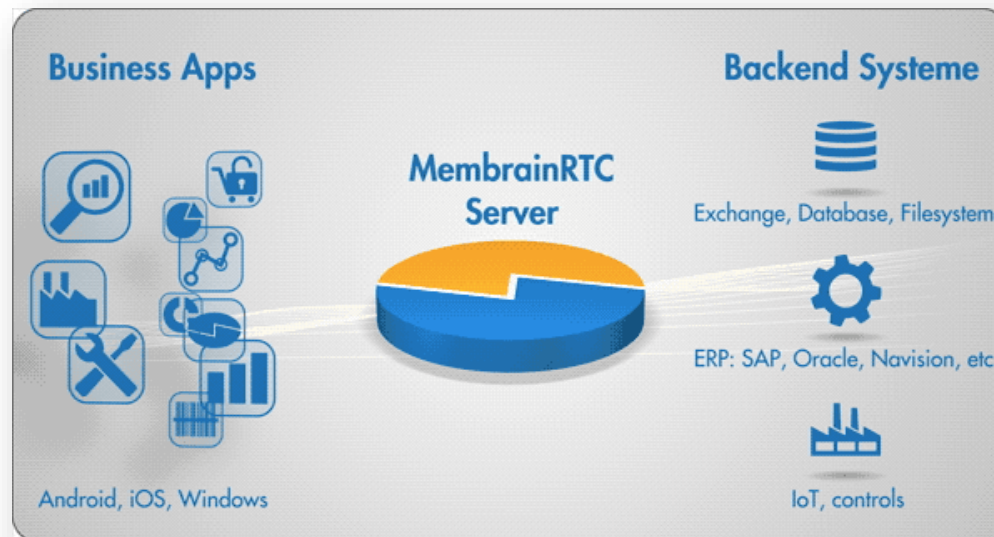 Business Apps
Android, iOS, Windows
MembrainRTC
Server
Backend Systeme
Exchange, Database, Filesystem
ERP: SAP, Oracle, Navision, etc
IoT, controls